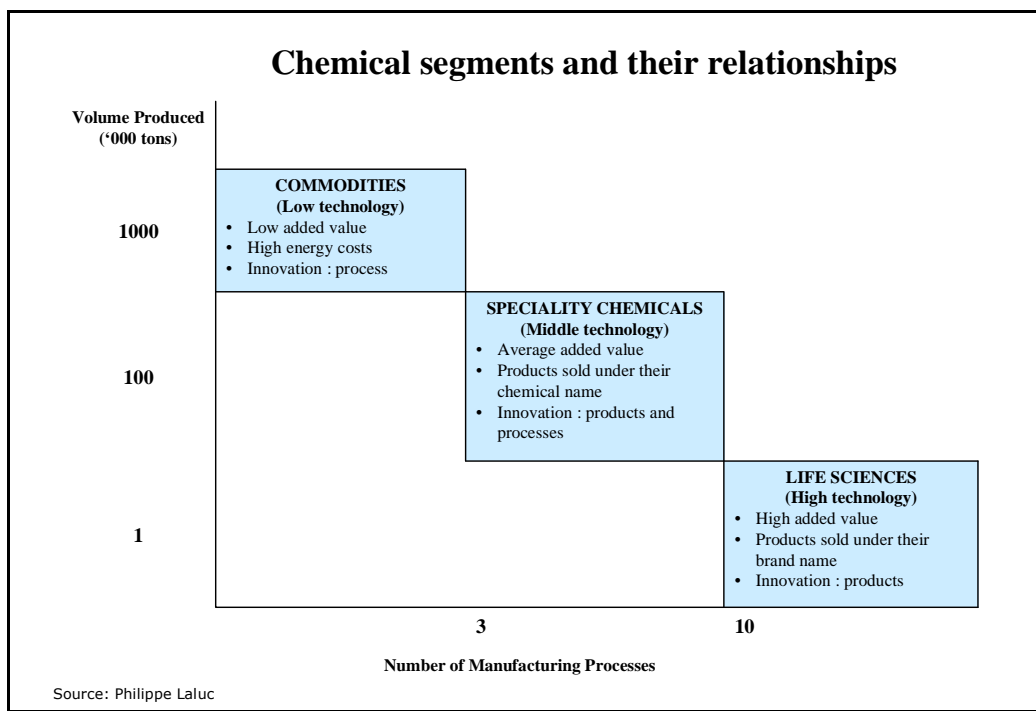 Chemical segments and their relationships
Volume Produced
(‘000 tons)
COMMODITIES
(Low technology)
• Low added value
• High energy costs
• Innovation : process
1000
SPECIALITY CHEMICALS
(Middle technology)
• Average added value
• Products sold under their
chemical name
• Innovation : products and
processes
100
LIFE SCIENCES
(High technology)
• High added value
• Products sold under their
brand name
• Innovation : products
1
3
10
Number of Manufacturing Processes
Source: Philippe Laluc